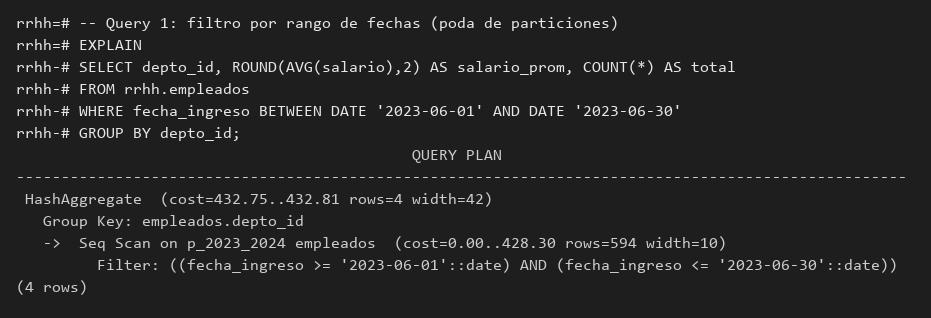 rrhh=# -- Query 1: filtro por rango de fechas (poda de particiones)
rrhh=# EXPLAIN
rrhh-# SELECT depto_id, ROUND(AVG(salario),2) AS salario_prom, COUNT(*) AS total
rrhh-# FROM rrhh.empleados
rrhh-# WHERE fecha_ingreso BETWEEN DATE '2023-06-01' AND DATE '2023-06-30'
rrhh-# GROUP BY depto_id;
QUERY PLAN
---------------------------------------------------------------------------------------------------
HashAggregate  (cost=432.75..432.81 rows=4 width=42)
  Group Key: empleados.depto_id
  ->  Seq Scan on p_2023_2024 empleados  (cost=0.00..428.30 rows=594 width=10)
        Filter: ((fecha_ingreso >= '2023-06-01'::date) AND (fecha_ingreso <= '2023-06-30'::date))
(4 rows)